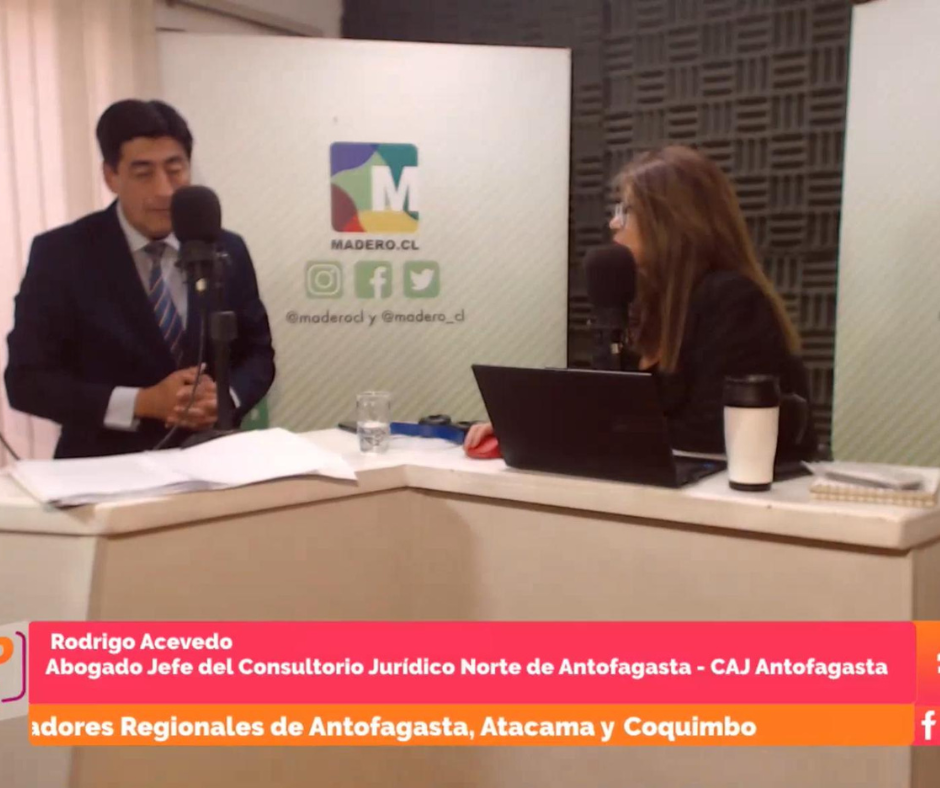 M
MADERO.CL
@maderocl y @madero_cl
Rodrigo Acevedo
Abogado Jefe del Consultorio Jurídico Norte de Antofagasta - CAJ Antofagasta
adores Regionales de Antofagasta, Atacama y Coquimbo